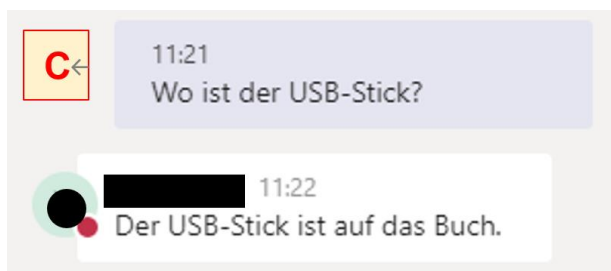 C
11:21
Wo ist der USB-Stick?
11:22
Der USB-Stick ist auf das Buch.